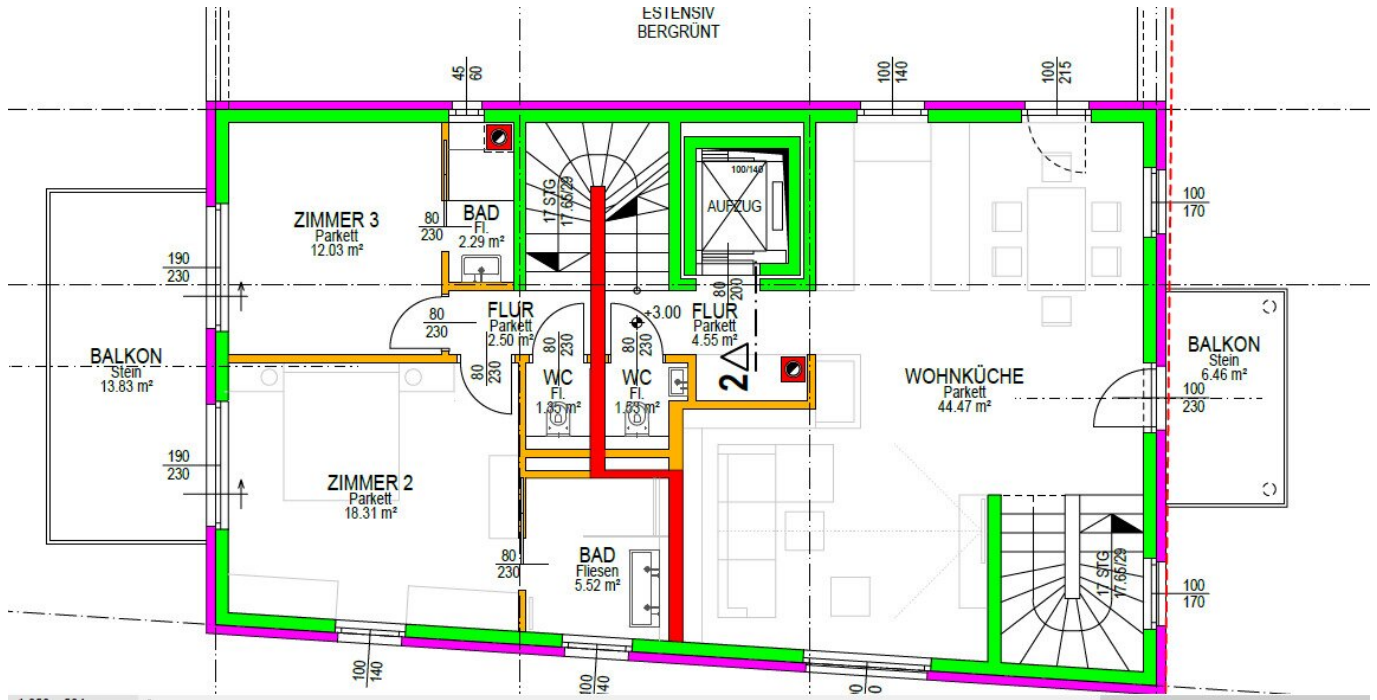 ESTENSIV
BERGRÜNT
45
60
100
140
100
215
ZIMMER 3
Parkett
12.03 m²
80
230
BAD
Fl.
2.29 m²
17 STG
17.65/29
100/140
AUFZUG
100
170
190
230
80
230
FLUR
Parkett
2.50 m²
80
230
80
230
+3.00
80
230
FLUR
Parkett
4.55 m²
80
200
2
BALKON
Stein
13.83 m²
WC
Fl.
WC
Fl.
WOHNKÜCHE
Parkett
44.47 m²
BALKON
Stein
6.46 m²
100
230
190
230
ZIMMER 2
Parkett
18.31 m²
80
230
BAD
Fliesen
5.52 m²
17 STG
17.65/29
100
170
100
140
100